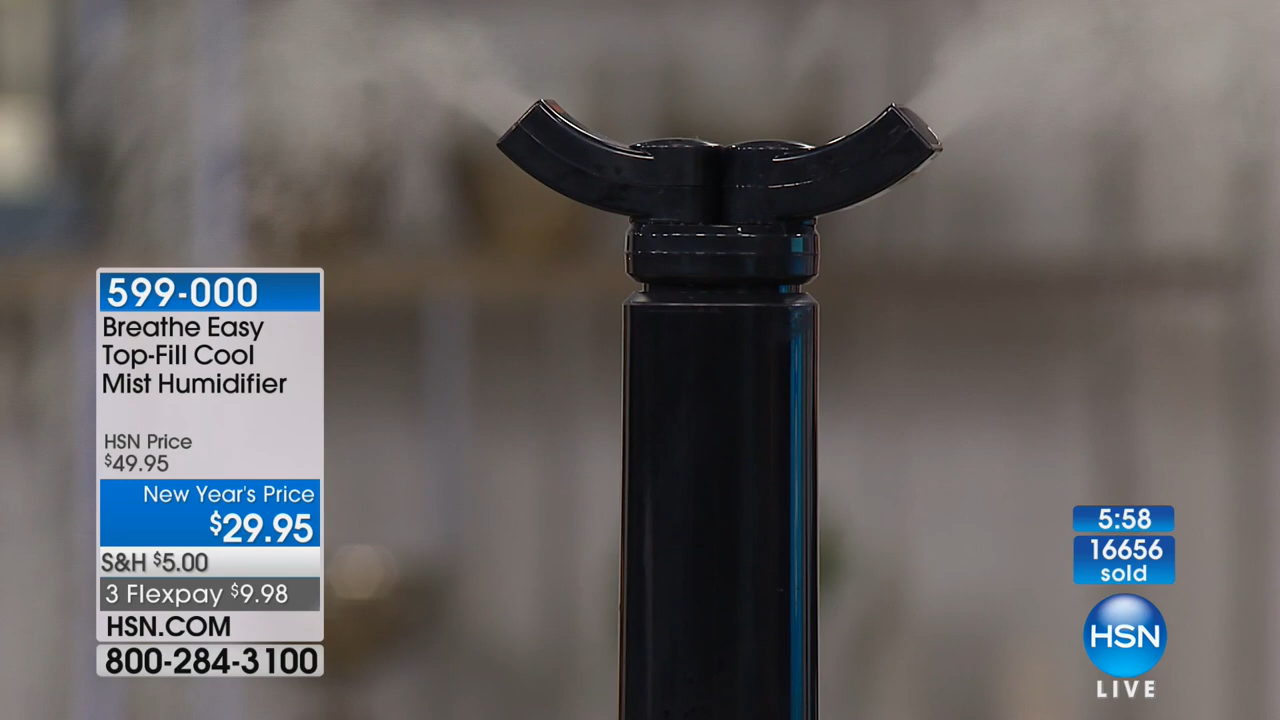 599-000
Breathe Easy
Top-Fill Cool
Mist Humidifier
HSN Price
$49.95
New Year's Price
$29.95
S&H $5.00
3 Flexpay $9.98
HSN.COM
800-284-3100
5:58
16656
sold
HSN
LIVE